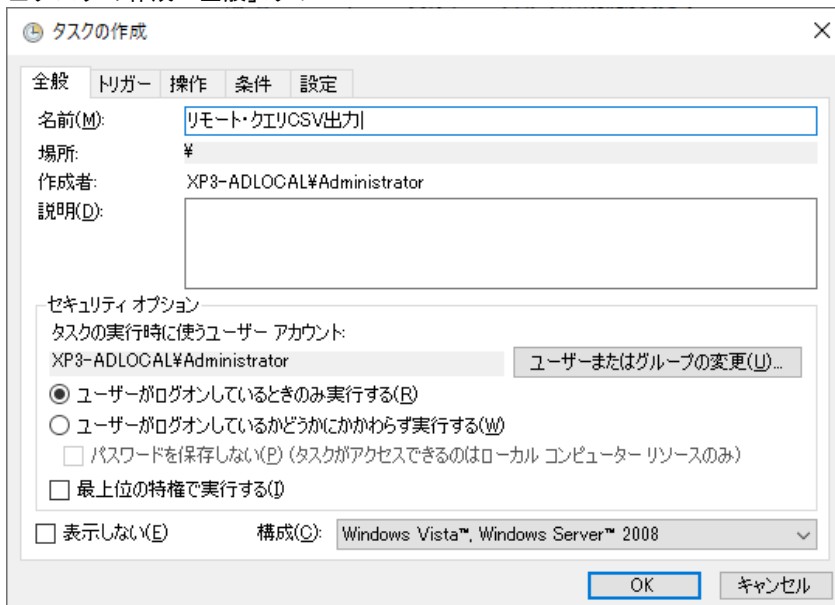 タスクの作成
全般 トリガー 操作 条件 設定
名前(M): リモート・クエリCSV出力
場所: ¥
作成者: XP3-ADLOCAL¥Administrator
説明(D):
セキュリティ オプション
タスクの実行時に使うユーザー アカウント:
XP3-ADLOCAL¥Administrator ユーザーまたはグループの変更(U)...
ユーザーがログオンしているときのみ実行する(R)
ユーザーがログオンしているかどうかにかかわらず実行する(W)
パスワードを保存しない(P) (タスクがアクセスできるのはローカル コンピューター リソースのみ)
最上位の特権で実行する(I)
表示しない(E) 構成(C): Windows Vista™, Windows Server™ 2008
OK キャンセル